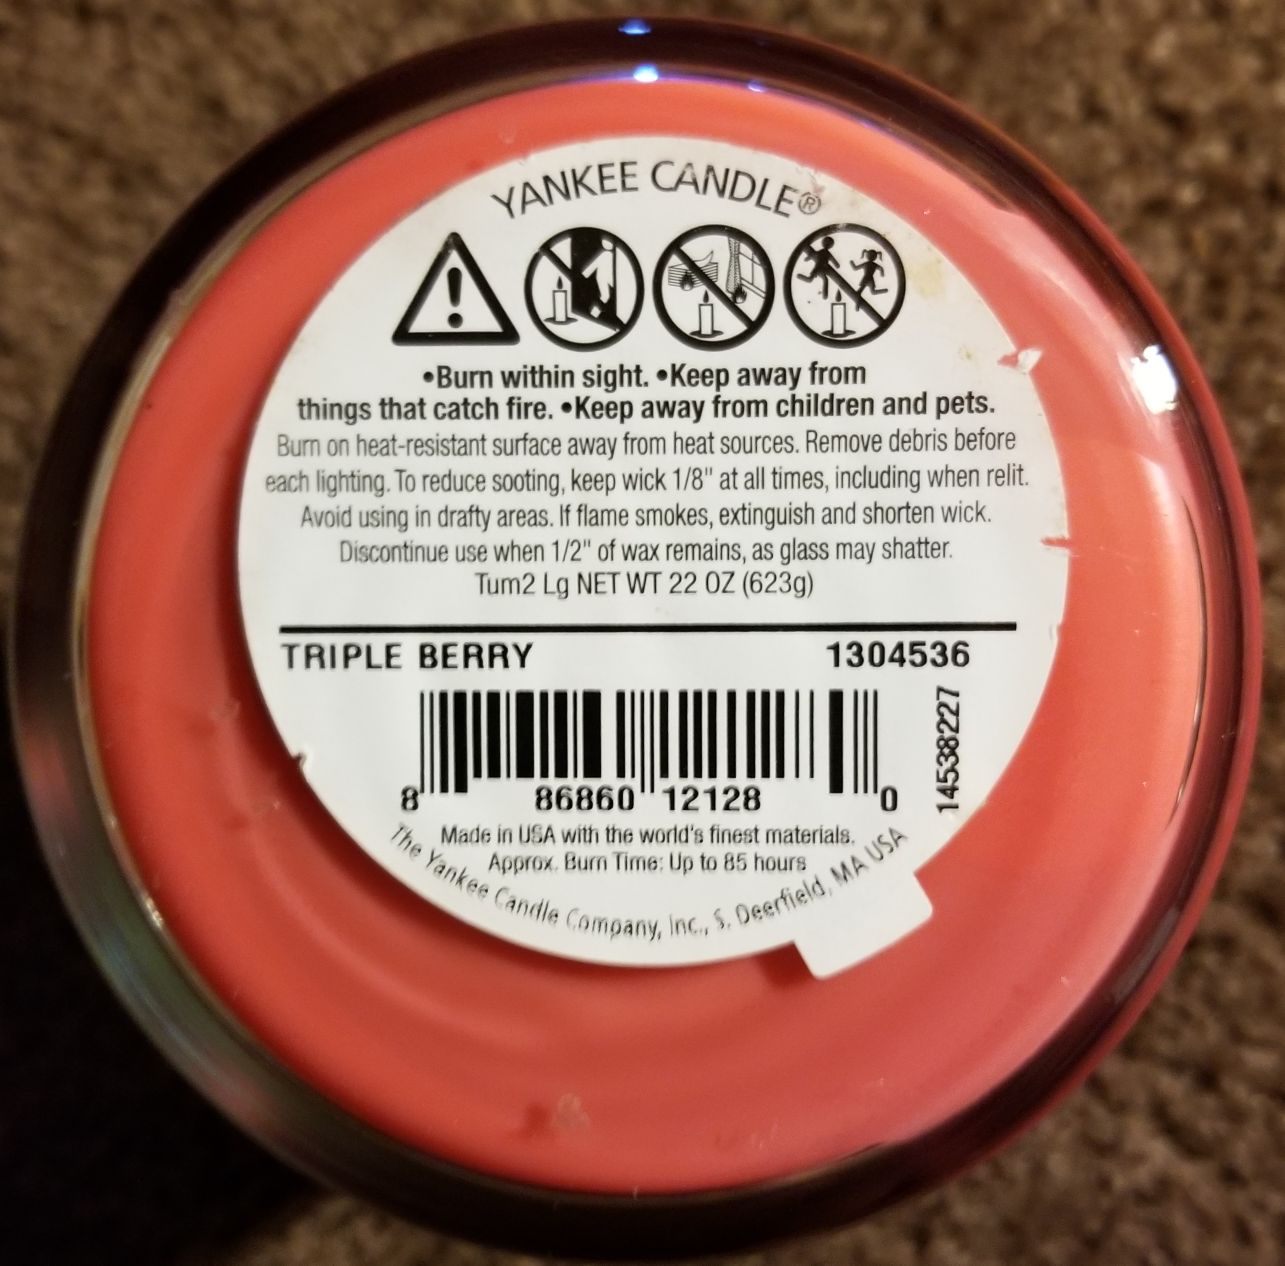 YANKEE CANDLE®
•Burn within sight. •Keep away from
things that catch fire. •Keep away from children and pets.
Burn on heat-resistant surface away from heat sources. Remove debris before
each lighting. To reduce sooting, keep wick 1/8" at all times, including when relit.
Avoid using in drafty areas. If flame smokes, extinguish and shorten wick.
Discontinue use when 1/2" of wax remains, as glass may shatter.
Tum2 Lg NET WT 22 OZ (623g)
TRIPLE BERRY 1304536
8 86860 12128 0
14538227
Made in USA with the world's finest materials.
Approx. Burn Time: Up to 85 hours
The Yankee Candle Company, Inc., S. Deerfield, MA USA